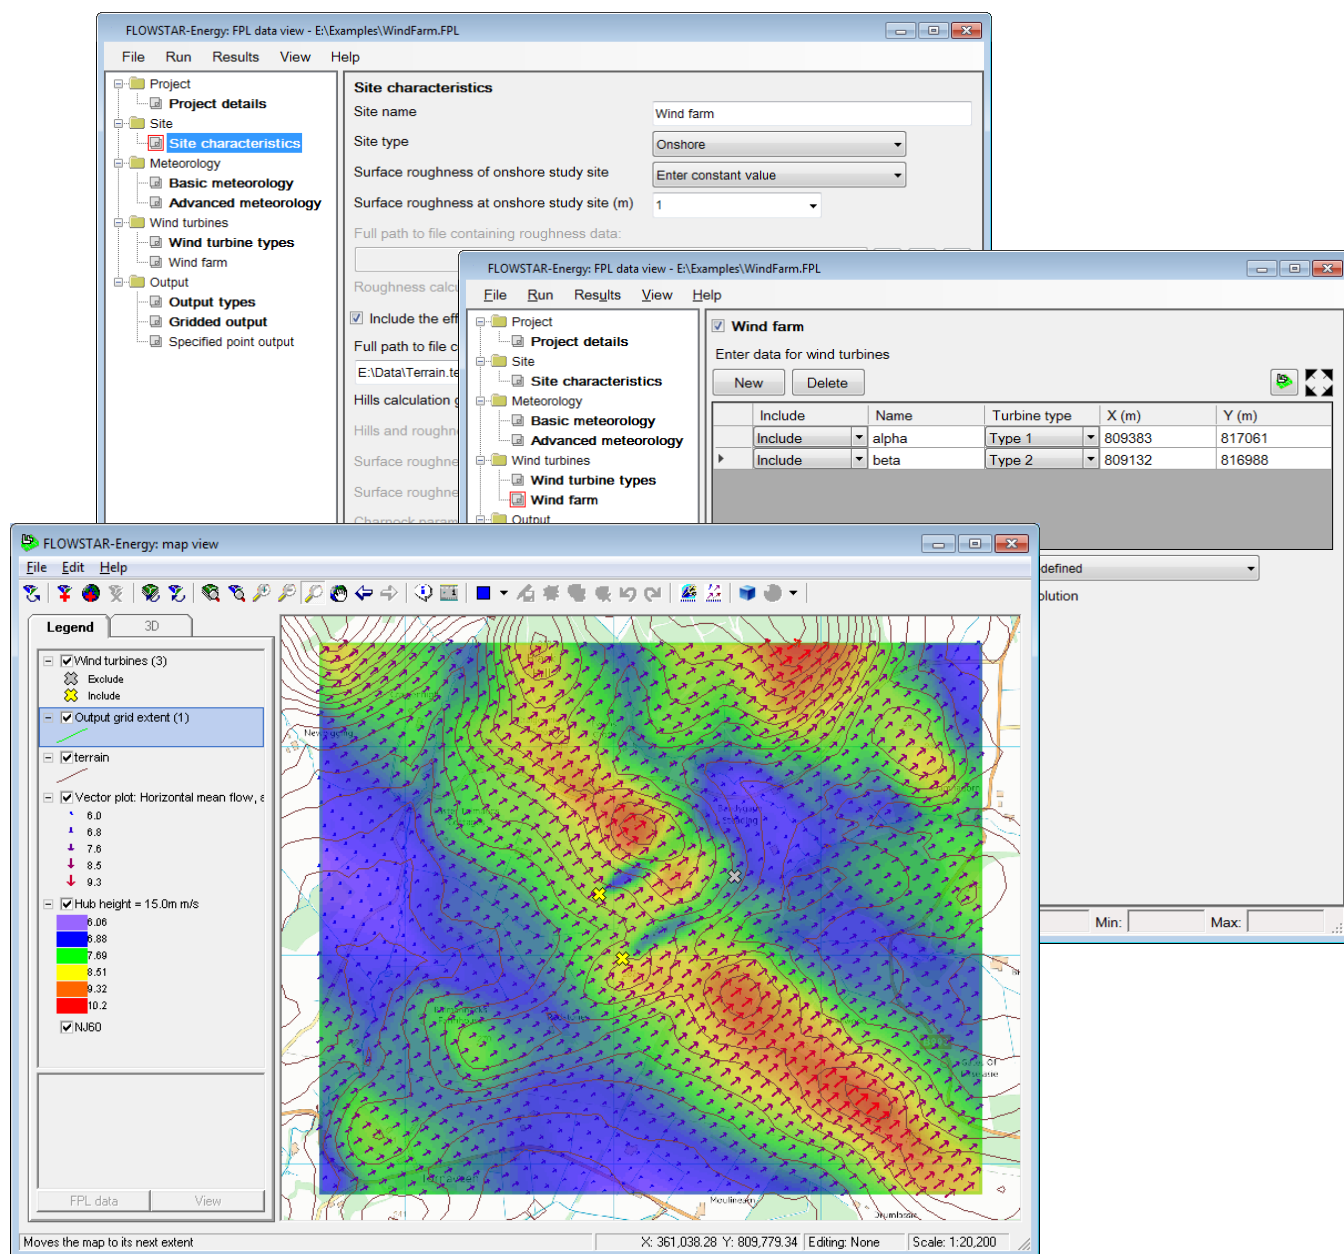 FLOWSTAR-Energy: FPL data view - E:\Examples\WindFarm.FPL
File Run Results View Help
Project
Project details
Site
Site characteristics
Meteorology
Basic meteorology
Advanced meteorology
Wind turbines
Wind turbine types
Wind farm
Output
Output types
Gridded output
Specified point output
Site characteristics
Site name Wind farm
Site type Onshore
Surface roughness of onshore study site Enter constant value
Surface roughness at onshore study site (m) 1
Full path to file containing roughness data:
Roughness calcu
Include the eff
Full path to file c
E:\Data\Terrain.te
Hills calculation g
Hills and roughn
Surface roughne
Surface roughne
Charnock param
FLOWSTAR-Energy: FPL data view - E:\Examples\WindFarm.FPL
File Run Results View Help
Project
Project details
Site
Site characteristics
Meteorology
Basic meteorology
Advanced meteorology
Wind turbines
Wind turbine types
Wind farm
Output
Wind farm
Enter data for wind turbines
New Delete
Include Name Turbine type X (m) Y (m)
Include alpha Type 1 809383 817061
Include beta Type 2 809132 816988
defined
olution
Min: Max:
FLOWSTAR-Energy: map view
File Edit Help
Legend 3D
Wind turbines (3)
Exclude
Include
Output grid extent (1)
terrain
Vector plot: Horizontal mean flow, a
6.0
6.8
7.6
8.5
9.3
Hub height = 15.0m m/s
6.06
6.88
7.69
8.51
9.32
10.2
NJ60
FPL data View
Moves the map to its next extent
X: 361,038.28 Y: 809,779.34 Editing: None Scale: 1:20,200